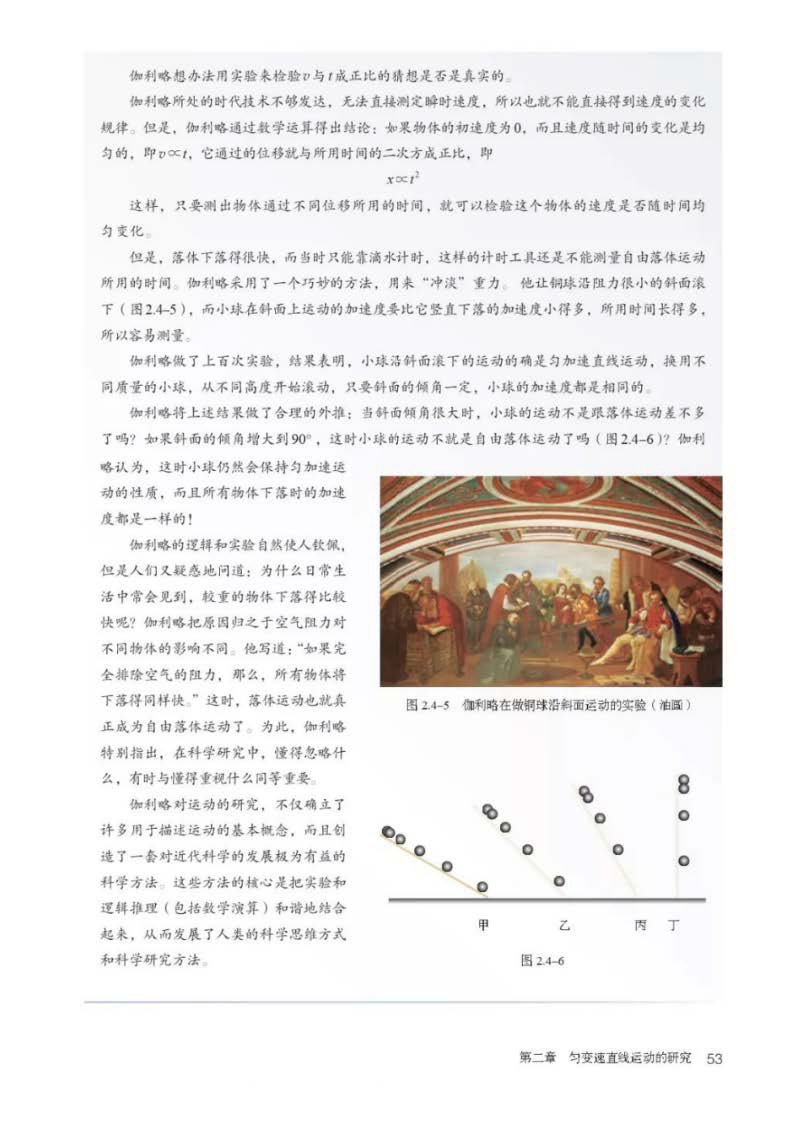 伽利略想办法用实验来检验v与t成正比的猜想是否是真实的。
伽利略所处的时代技术不够发达，无法直接测定瞬时速度，所以也就不能直接得到速度的变化
规律。但是，伽利略通过数学运算得出结论：如果物体的初速度为0，而且速度随时间的变化是均
匀的，即v∝t，它通过的位移就与所用时间的二次方成正比，即
x∝t²
这样，只要测出物体通过不同位移所用的时间，就可以检验这个物体的速度是否随时间均
匀变化。
但是，落体下落得很快，而当时只能靠滴水计时，这样的计时工具还是不能测量自由落体运动
所用的时间。伽利略采用了一个巧妙的方法，用来“冲淡”重力。他让铜球沿阻力很小的斜面滚
下（图2.4–5），而小球在斜面上运动的加速度要比它竖直下落的加速度小得多，所用时间长得多，
所以容易测量。
伽利略做了上百次实验，结果表明，小球沿斜面滚下的运动的确是匀加速直线运动，换用不
同质量的小球，从不同高度开始滚动，只要斜面的倾角一定，小球的加速度都是相同的。
伽利略将上述结果做了合理的外推：当斜面倾角很大时，小球的运动不是跟落体运动差不多
了吗？如果斜面的倾角增大到90°，这时小球的运动不就是自由落体运动了吗（图2.4–6）？伽利
略认为，这时小球仍然会保持匀加速运
动的性质，而且所有物体下落时的加速
度都是一样的！
伽利略的逻辑和实验自然使人钦佩，
但是人们又疑惑地问道：为什么日常生
活中常会见到，较重的物体下落得比较
快呢？伽利略把原因归之于空气阻力对
不同物体的影响不同。他写道：“如果完
全排除空气的阻力，那么，所有物体将
下落得同样快。”这时，落体运动也就真
正成为自由落体运动了。为此，伽利略
特别指出，在科学研究中，懂得忽略什
么，有时与懂得重视什么同等重要。
伽利略对运动的研究，不仅确立了
许多用于描述运动的基本概念，而且创
造了一套对近代科学的发展极为有益的
科学方法。这些方法的核心是把实验和
逻辑推理（包括数学演算）和谐地结合
起来，从而发展了人类的科学思维方式
和科学研究方法。
图 2.4–5 伽利略在做铜球沿斜面运动的实验（油画）
甲 乙 丙 丁
图 2.4–6
第二章 匀变速直线运动的研究 53